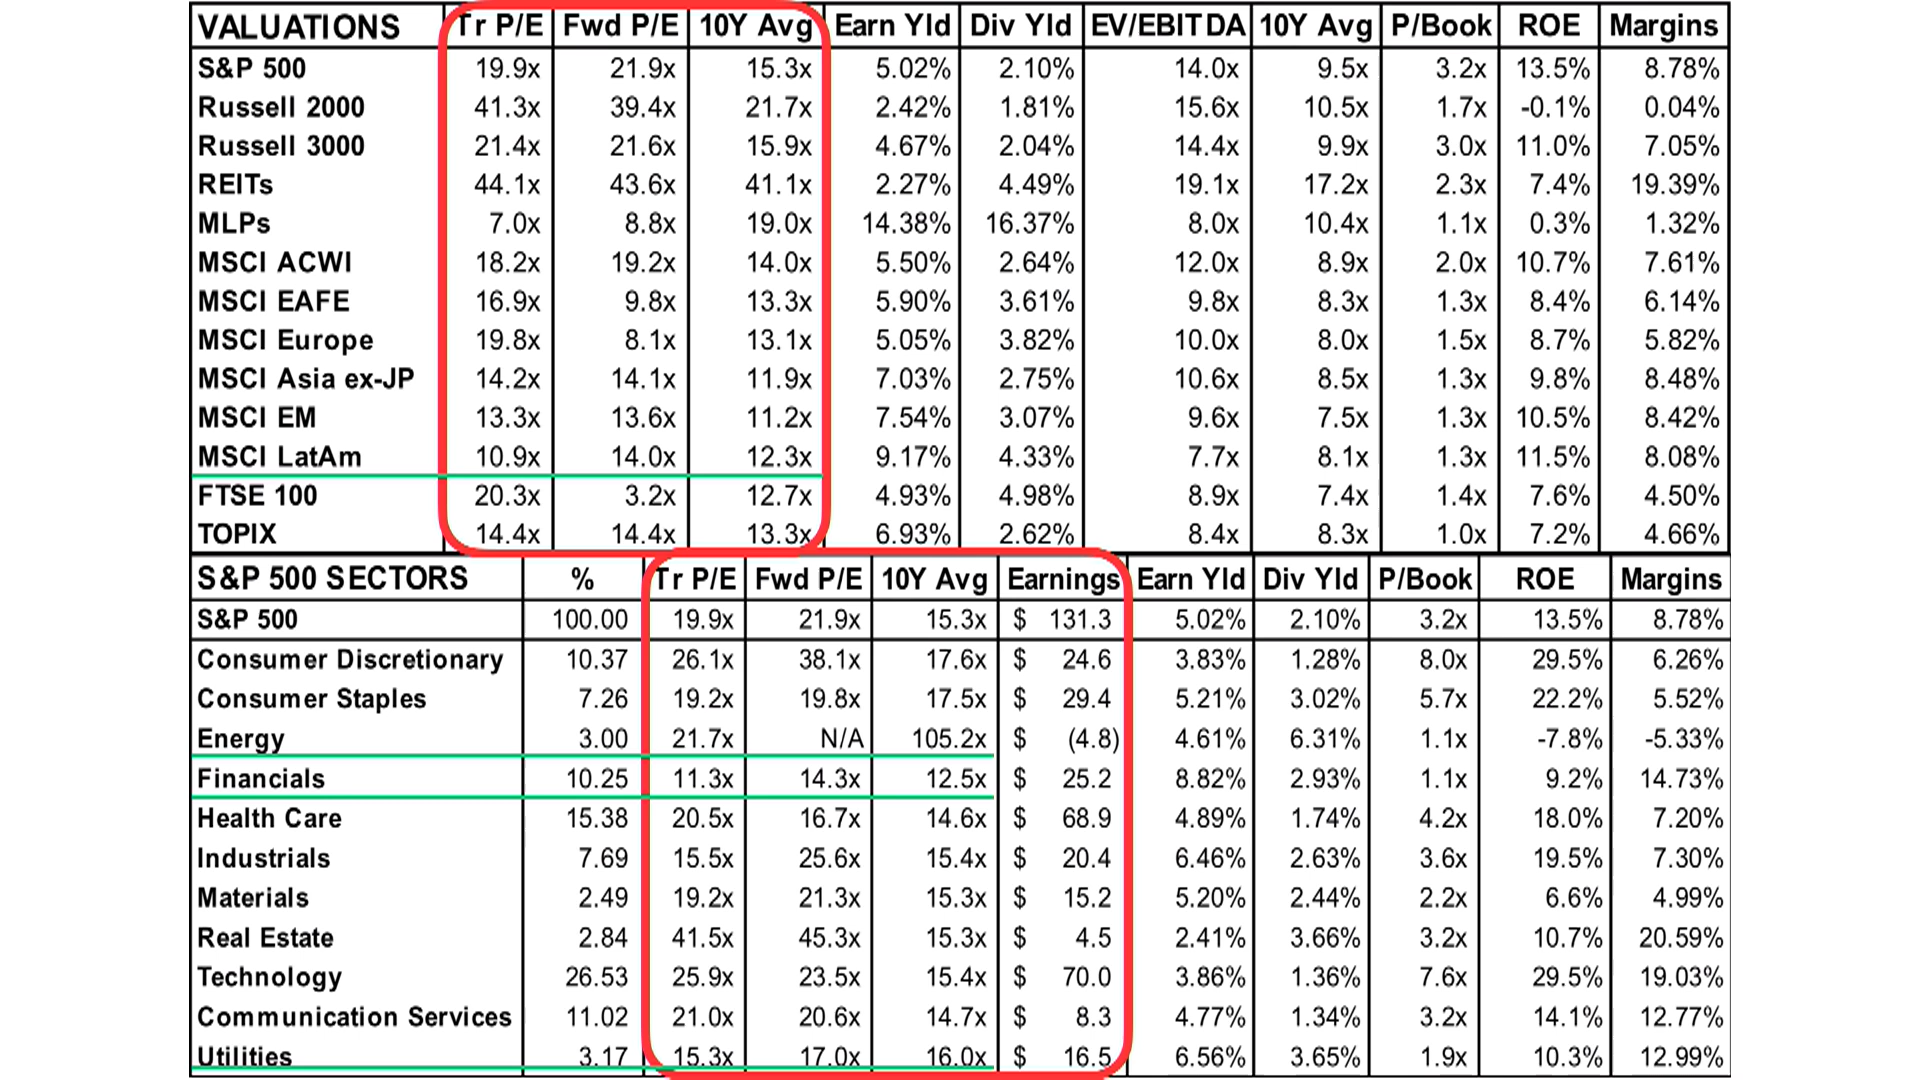 VALUATIONS Tr P/E Fwd P/E 10Y Avg Earn Yld Div Yld EV/EBITDA 10Y Avg P/Book ROE Margins
S&P 500 19.9x 21.9x 15.3x 5.02% 2.10% 14.0x 9.5x 3.2x 13.5% 8.78%
Russell 2000 41.3x 39.4x 21.7x 2.42% 1.81% 15.6x 10.5x 1.7x -0.1% 0.04%
Russell 3000 21.4x 21.6x 15.9x 4.67% 2.04% 14.4x 9.9x 3.0x 11.0% 7.05%
REITs 44.1x 43.6x 41.1x 2.27% 4.49% 19.1x 17.2x 2.3x 7.4% 19.39%
MLPs 7.0x 8.8x 19.0x 14.38% 16.37% 8.0x 10.4x 1.1x 0.3% 1.32%
MSCI ACWI 18.2x 19.2x 14.0x 5.50% 2.64% 12.0x 8.9x 2.0x 10.7% 7.61%
MSCI EAFE 16.9x 9.8x 13.3x 5.90% 3.61% 9.8x 8.3x 1.3x 8.4% 6.14%
MSCI Europe 19.8x 8.1x 13.1x 5.05% 3.82% 10.0x 8.0x 1.5x 8.7% 5.82%
MSCI Asia ex-JP 14.2x 14.1x 11.9x 7.03% 2.75% 10.6x 8.5x 1.3x 9.8% 8.48%
MSCI EM 13.3x 13.6x 11.2x 7.54% 3.07% 9.6x 7.5x 1.3x 10.5% 8.42%
MSCI LatAm 10.9x 14.0x 12.3x 9.17% 4.33% 7.7x 8.1x 1.3x 11.5% 8.08%
FTSE 100 20.3x 3.2x 12.7x 4.93% 4.98% 8.9x 7.4x 1.4x 7.6% 4.50%
TOPIX 14.4x 14.4x 13.3x 6.93% 2.62% 8.4x 8.3x 1.0x 7.2% 4.66%
S&P 500 SECTORS % Tr P/E Fwd P/E 10Y Avg Earnings Earn Yld Div Yld P/Book ROE Margins
S&P 500 100.00 19.9x 21.9x 15.3x $ 131.3 5.02% 2.10% 3.2x 13.5% 8.78%
Consumer Discretionary 10.37 26.1x 38.1x 17.6x $ 24.6 3.83% 1.28% 8.0x 29.5% 6.26%
Consumer Staples 7.26 19.2x 19.8x 17.5x $ 29.4 5.21% 3.02% 5.7x 22.2% 5.52%
Energy 3.00 21.7x N/A 105.2x $ (4.8) 4.61% 6.31% 1.1x -7.8% -5.33%
Financials 10.25 11.3x 14.3x 12.5x $ 25.2 8.82% 2.93% 1.1x 9.2% 14.73%
Health Care 15.38 20.5x 16.7x 14.6x $ 68.9 4.89% 1.74% 4.2x 18.0% 7.20%
Industrials 7.69 15.5x 25.6x 15.4x $ 20.4 6.46% 2.63% 3.6x 19.5% 7.30%
Materials 2.49 19.2x 21.3x 15.3x $ 15.2 5.20% 2.44% 2.2x 6.6% 4.99%
Real Estate 2.84 41.5x 45.3x 15.3x $ 4.5 2.41% 3.66% 3.2x 10.7% 20.59%
Technology 26.53 25.9x 23.5x 15.4x $ 70.0 3.86% 1.36% 7.6x 29.5% 19.03%
Communication Services 11.02 21.0x 20.6x 14.7x $ 8.3 4.77% 1.34% 3.2x 14.1% 12.77%
Utilities 3.17 15.3x 17.0x 16.0x $ 16.5 6.56% 3.65% 1.9x 10.3% 12.99%